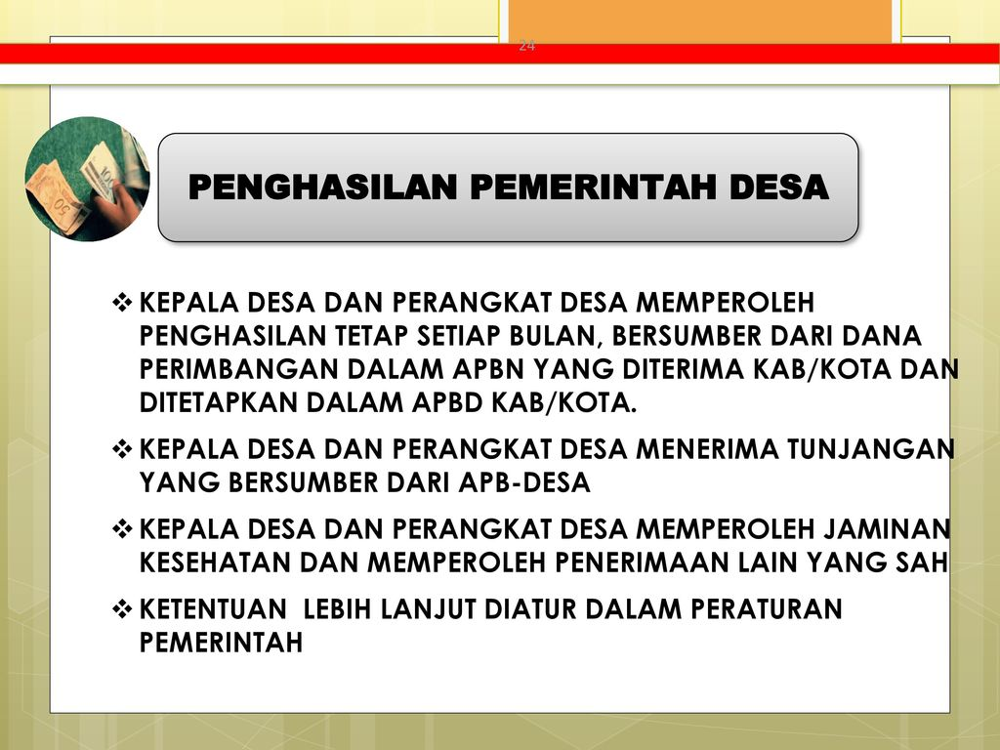 24
PENGHASILAN PEMERINTAH DESA
❖ KEPALA DESA DAN PERANGKAT DESA MEMPEROLEH
PENGHASILAN TETAP SETIAP BULAN, BERSUMBER DARI DANA
PERIMBANGAN DALAM APBN YANG DITERIMA KAB/KOTA DAN
DITETAPKAN DALAM APBD KAB/KOTA.
❖ KEPALA DESA DAN PERANGKAT DESA MENERIMA TUNJANGAN
YANG BERSUMBER DARI APB-DESA
❖ KEPALA DESA DAN PERANGKAT DESA MEMPEROLEH JAMINAN
KESEHATAN DAN MEMPEROLEH PENERIMAAN LAIN YANG SAH
❖ KETENTUAN  LEBIH LANJUT DIATUR DALAM PERATURAN
PEMERINTAH